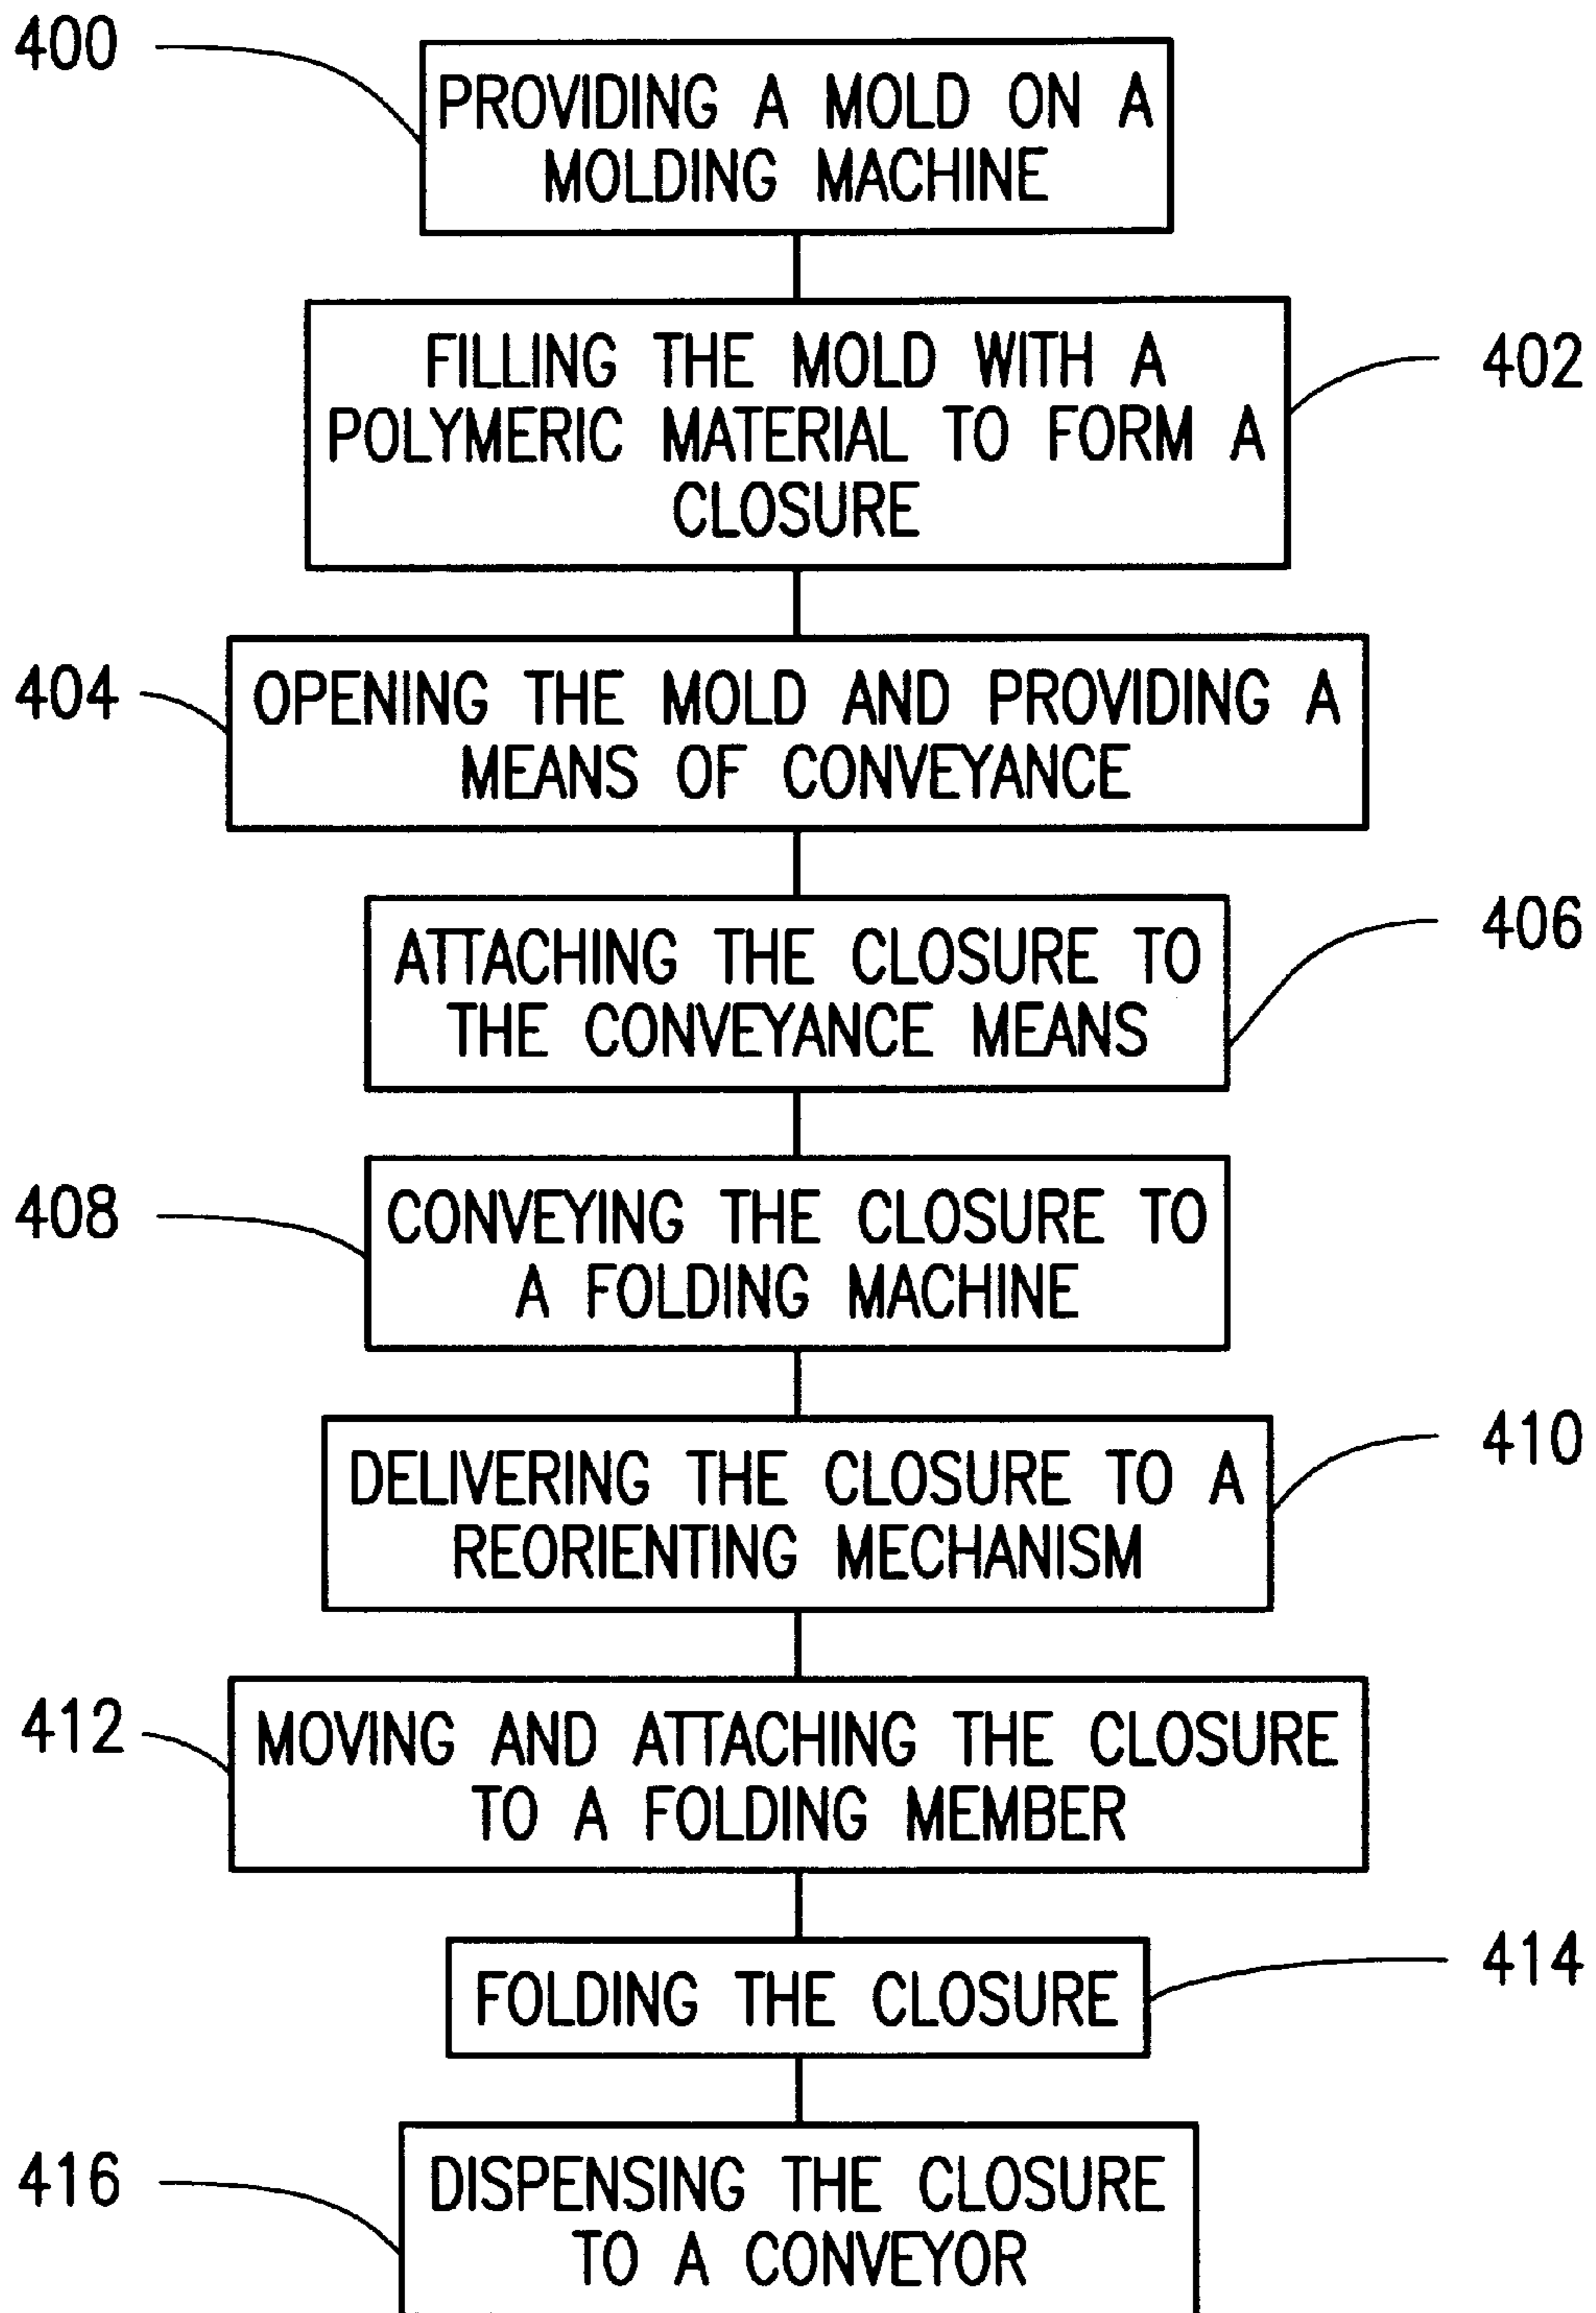 400
PROVIDING A MOLD ON A
MOLDING MACHINE
FILLING THE MOLD WITH A
POLYMERIC MATERIAL TO FORM A
CLOSURE
402
404
OPENING THE MOLD AND PROVIDING A
MEANS OF CONVEYANCE
ATTACHING THE CLOSURE TO
THE CONVEYANCE MEANS
406
408
CONVEYING THE CLOSURE TO
A FOLDING MACHINE
DELIVERING THE CLOSURE TO A
REORIENTING MECHANISM
410
412
MOVING AND ATTACHING THE CLOSURE
TO A FOLDING MEMBER
FOLDING THE CLOSURE
414
416
DISPENSING THE CLOSURE
TO A CONVEYOR